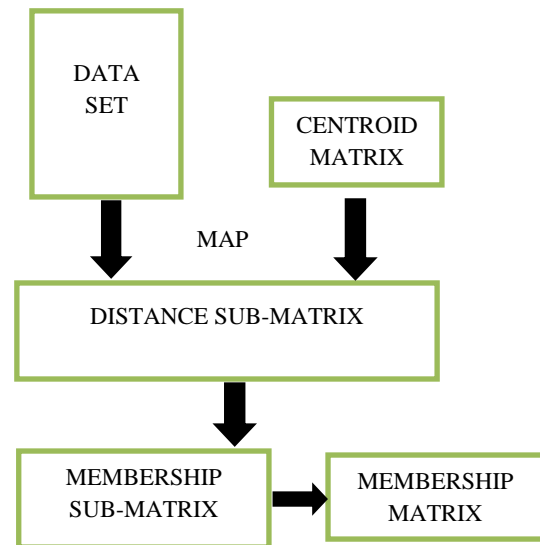 DATA
SET
CENTROID
MATRIX
MAP
DISTANCE SUB-MATRIX
MEMBERSHIP
SUB-MATRIX
MEMBERSHIP
MATRIX